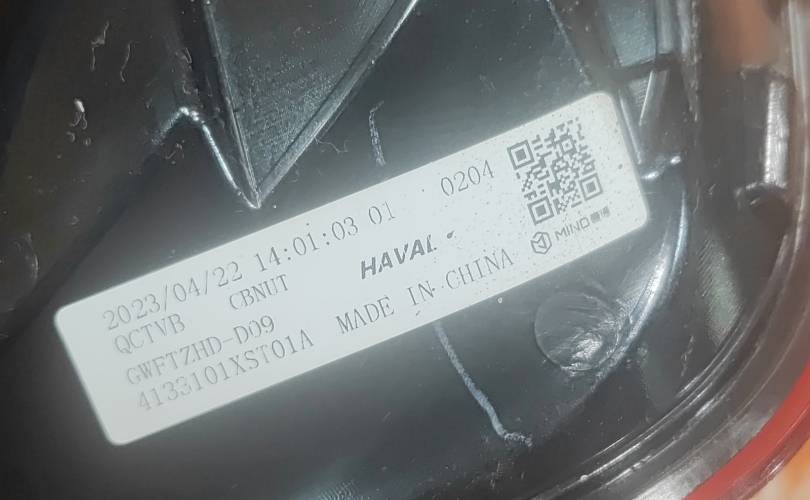 2023/04/22 14:01:03 01 0204
QCTVB CBNUT
HAVAL
GWFTZHD-D09
4133101XST01A MADE IN CHINA
MIND